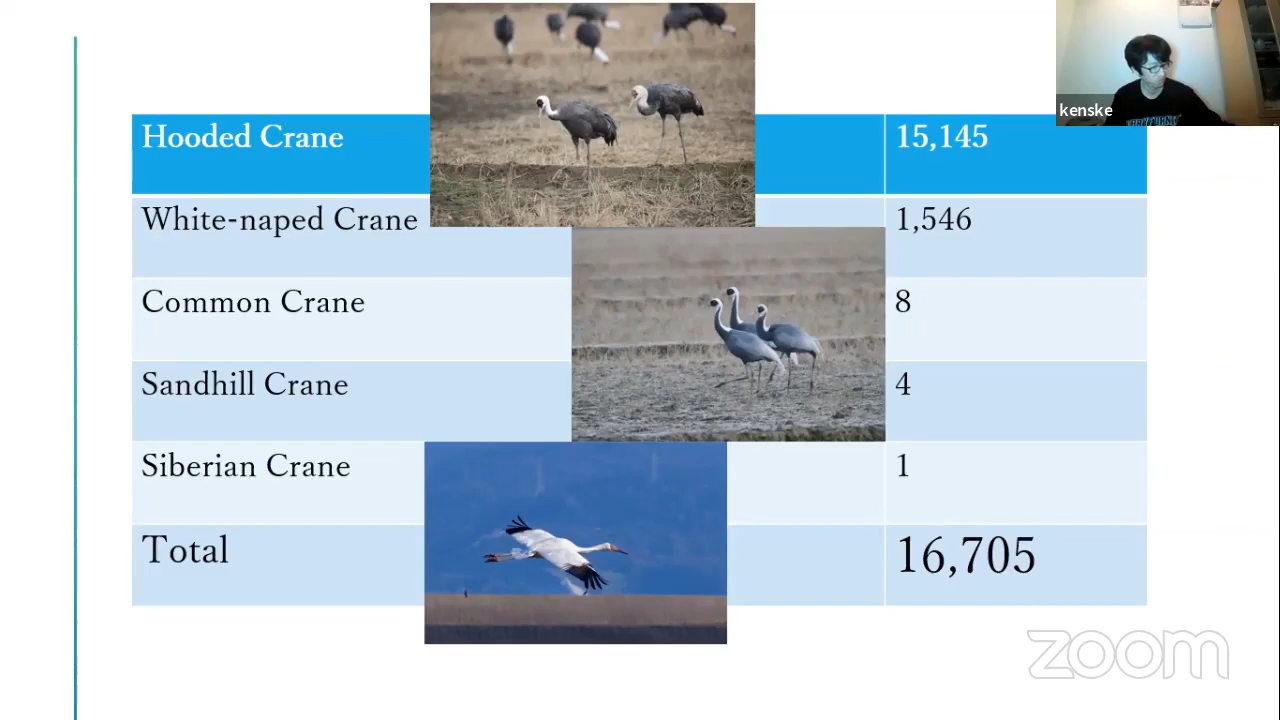 kenske
Hooded Crane 15,145
White-naped Crane 1,546
Common Crane 8
Sandhill Crane 4
Siberian Crane 1
Total 16,705
zoom